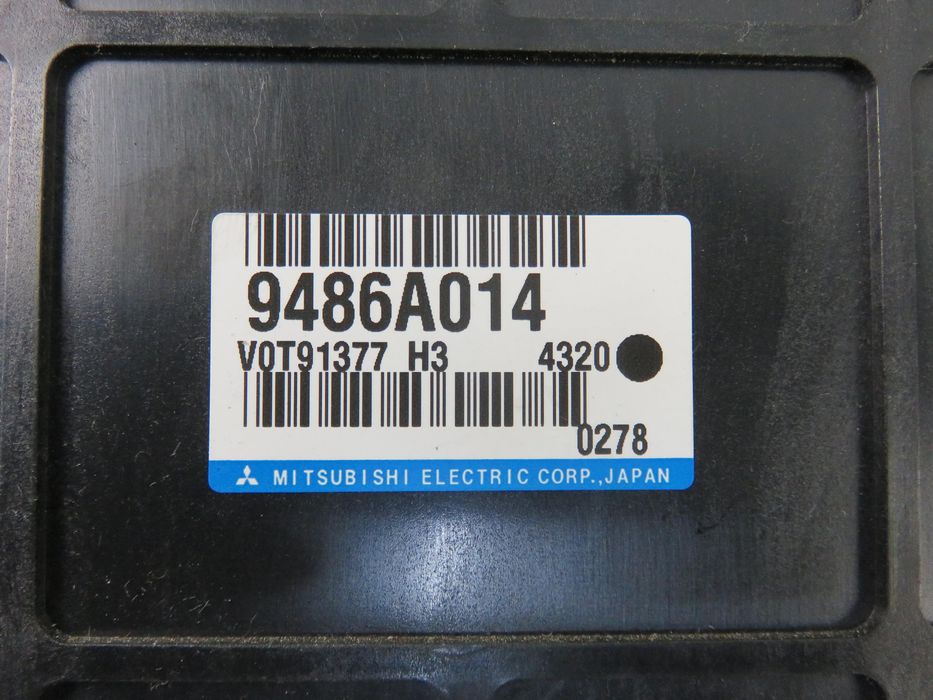 9486A014
V0T91377 H3 4320
0278
MITSUBISHI ELECTRIC CORP.,JAPAN